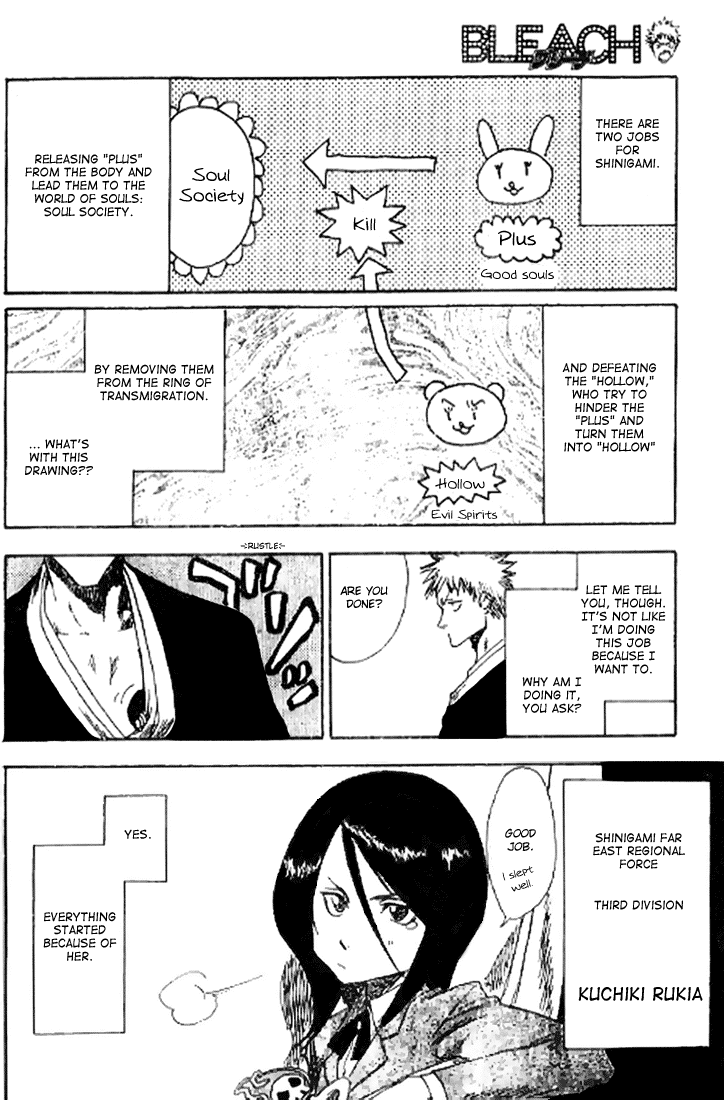 BLEACH
ブリーチ
THERE ARE
TWO JOBS
FOR
SHINIGAMI.
Plus
Good souls
Kill
Soul
Society
RELEASING "PLUS"
FROM THE BODY AND
LEAD THEM TO THE
WORLD OF SOULS:
SOUL SOCIETY.
AND DEFEATING
THE "HOLLOW,"
WHO TRY TO
HINDER THE
"PLUS" AND
TURN THEM
INTO "HOLLOW"
Hollow
Evil Spirits
BY REMOVING THEM
FROM THE RING OF
TRANSMIGRATION.
... WHAT'S
WITH THIS
DRAWING??
LET ME TELL
YOU, THOUGH.
IT'S NOT LIKE
I'M DOING
THIS JOB
BECAUSE I
WANT TO.
WHY AM I
DOING IT,
YOU ASK?
ARE YOU
DONE?
-RUSTLE-
SHINIGAMI FAR
EAST REGIONAL
FORCE
THIRD DIVISION
KUCHIKI RUKIA
GOOD
JOB.
I slept
well.
YES.
EVERYTHING
STARTED
BECAUSE OF
HER.